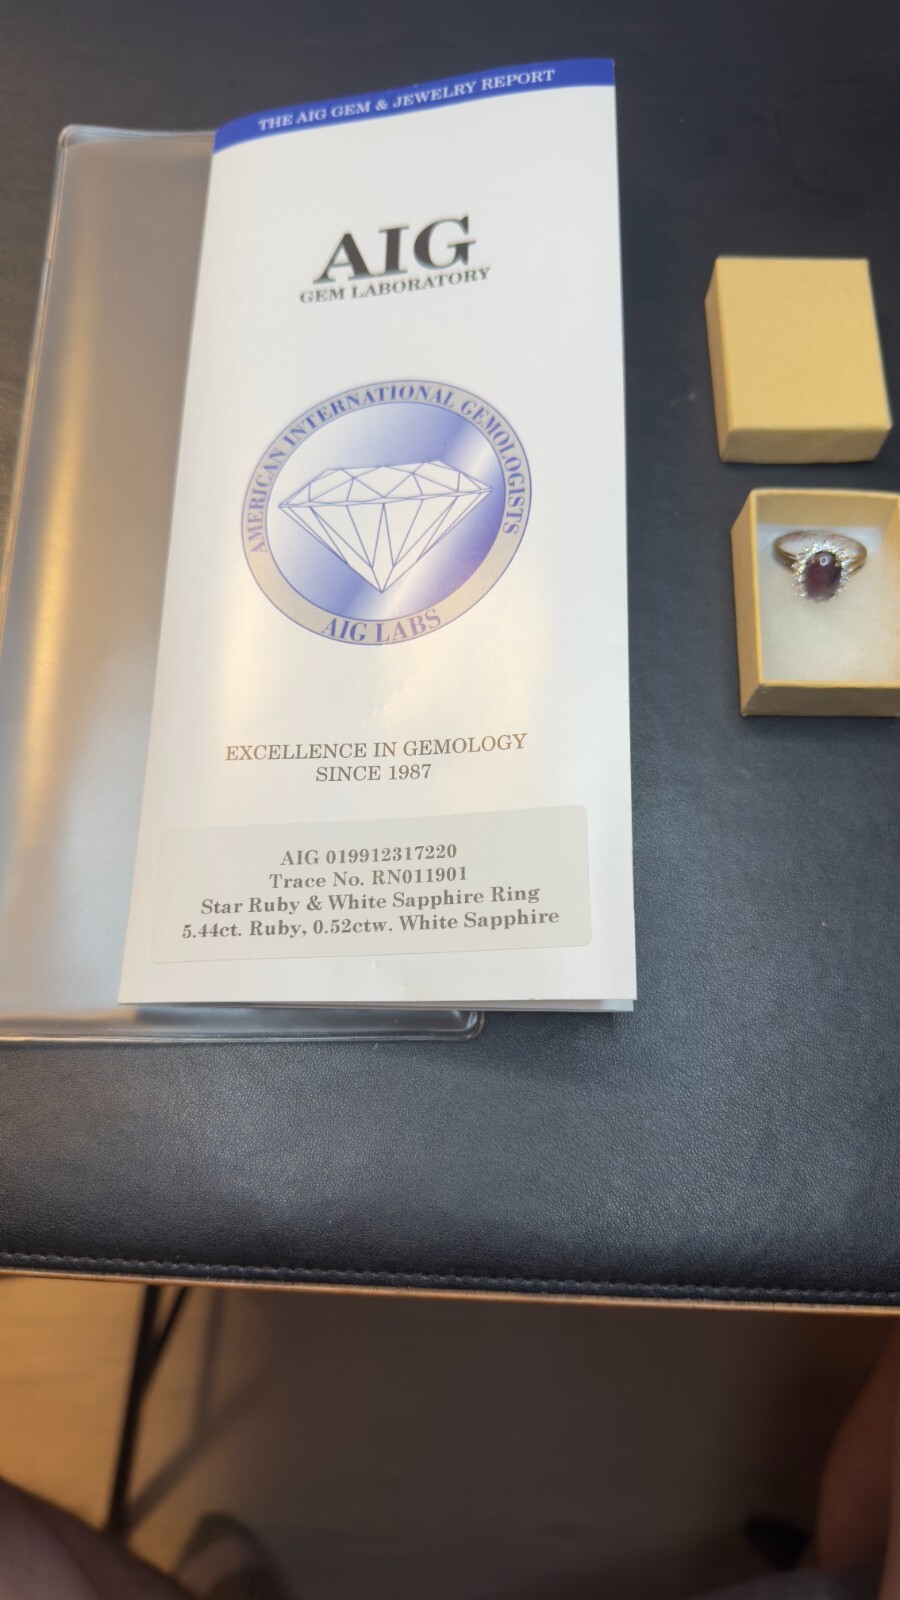 THE AIG GEM & JEWELRY REPORT
AIG
GEM LABORATORY
AMERICAN INTERNATIONAL GEMOLOGISTS
AIG LABS
EXCELLENCE IN GEMOLOGY
SINCE 1987
AIG 019912317220
Trace No. RN011901
Star Ruby & White Sapphire Ring
5.44ct. Ruby, 0.52ctw. White Sapphire